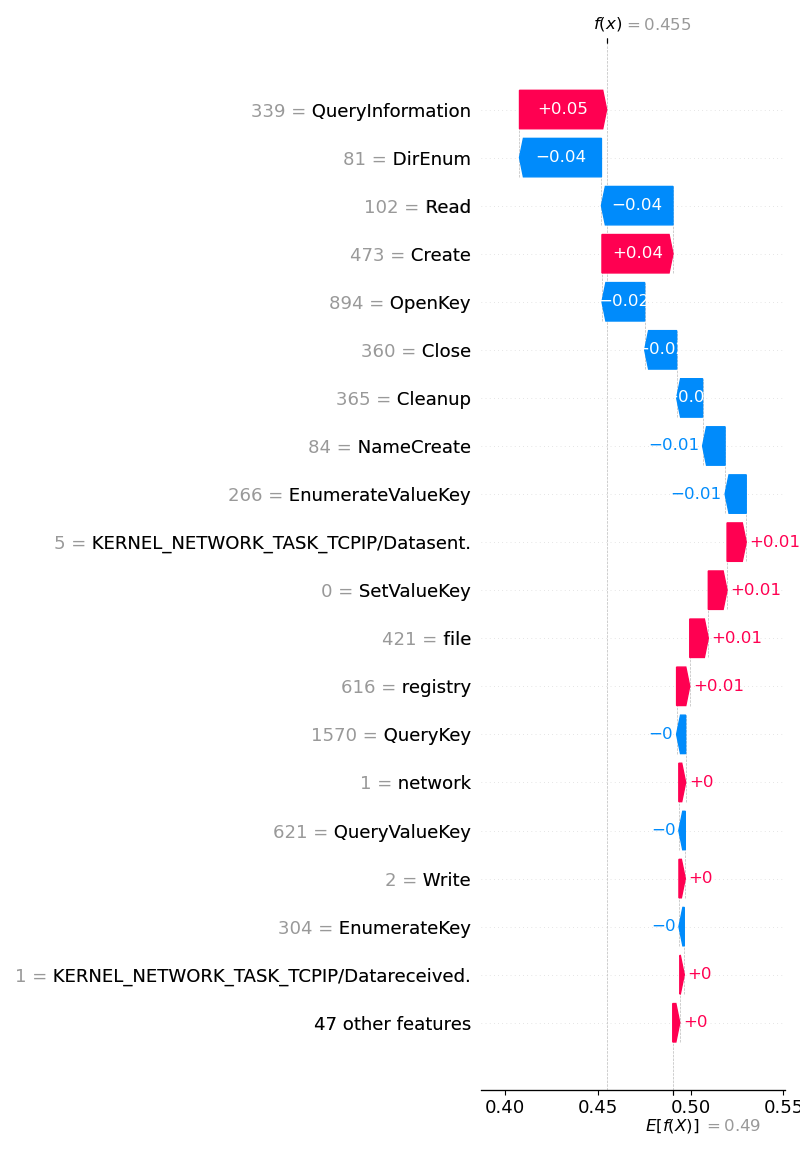 f(x) = 0.455
339 = QueryInformation +0.05
81 = DirEnum −0.04
102 = Read −0.04
473 = Create +0.04
894 = OpenKey −0.02
360 = Close
365 = Cleanup
84 = NameCreate −0.01
266 = EnumerateValueKey −0.01
5 = KERNEL_NETWORK_TASK_TCPIP/Datasent. +0.01
0 = SetValueKey +0.01
421 = file +0.01
616 = registry +0.01
1570 = QueryKey −0
1 = network +0
621 = QueryValueKey −0
2 = Write +0
304 = EnumerateKey −0
1 = KERNEL_NETWORK_TASK_TCPIP/Datareceived. +0
47 other features +0
0.40 0.45 0.50 0.55
E[f(X)] = 0.49